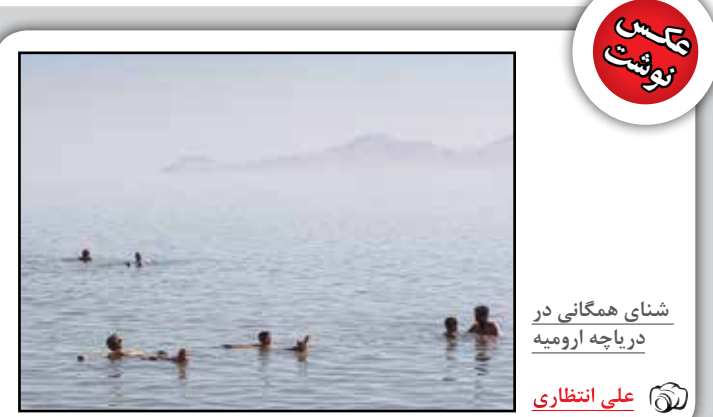 عکس
نوشت
شنای همگانی در
دریاچه ارومیه
علی انتظاری